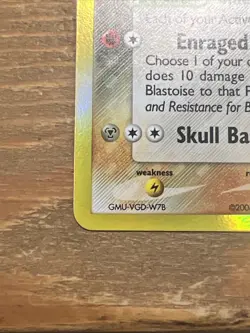 Each of your Activ
Enraged
Choose 1 of your o
does 10 damage
Blastoise to that P
and Resistance for B
Skull Ba
weakness
GMU-VGD-W7B
©200